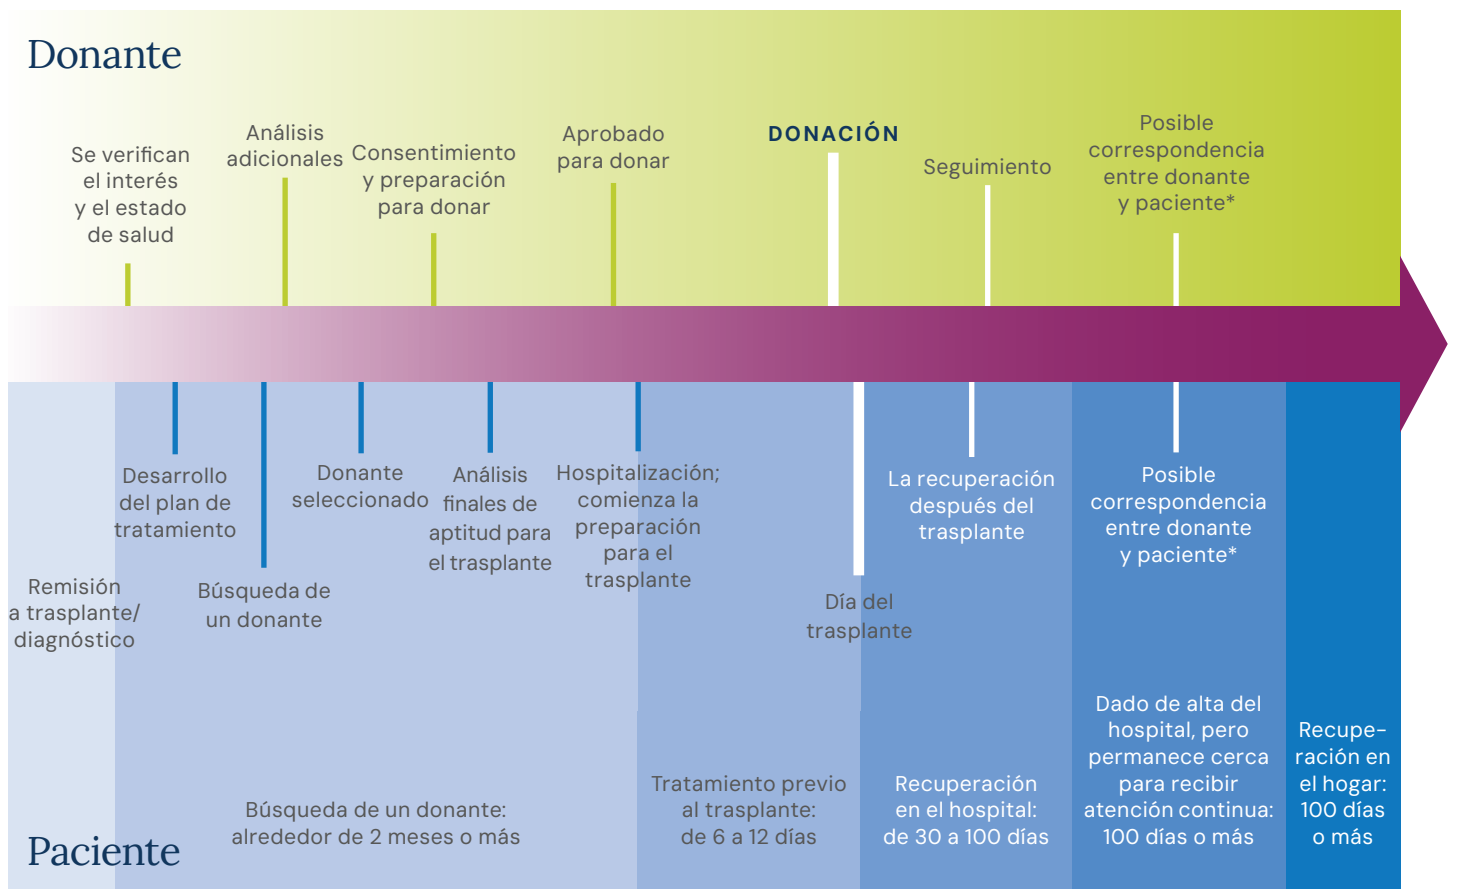 Donante
Se verifican
el interés
y el estado
de salud
Análisis
adicionales
Consentimiento
y preparación
para donar
Aprobado
para donar
DONACIÓN
Seguimiento
Posible
correspondencia
entre donante
y paciente*
Remisión
a trasplante/
diagnóstico
Desarrollo
del plan de
tratamiento
Búsqueda de
un donante
Donante
seleccionado
Análisis
finales de
aptitud para
el trasplante
Hospitalización;
comienza la
preparación
para el
trasplante
Día del
trasplante
La recuperación
después del
trasplante
Posible
correspondencia
entre donante
y paciente*
Paciente
Búsqueda de un donante:
alrededor de 2 meses o más
Tratamiento previo
al trasplante:
de 6 a 12 días
Recuperación
en el hospital:
de 30 a 100 días
Dado de alta del
hospital, pero
permanece cerca
para recibir
atención continua:
100 días o más
Recupe-
ración en
el hogar:
100 días
o más